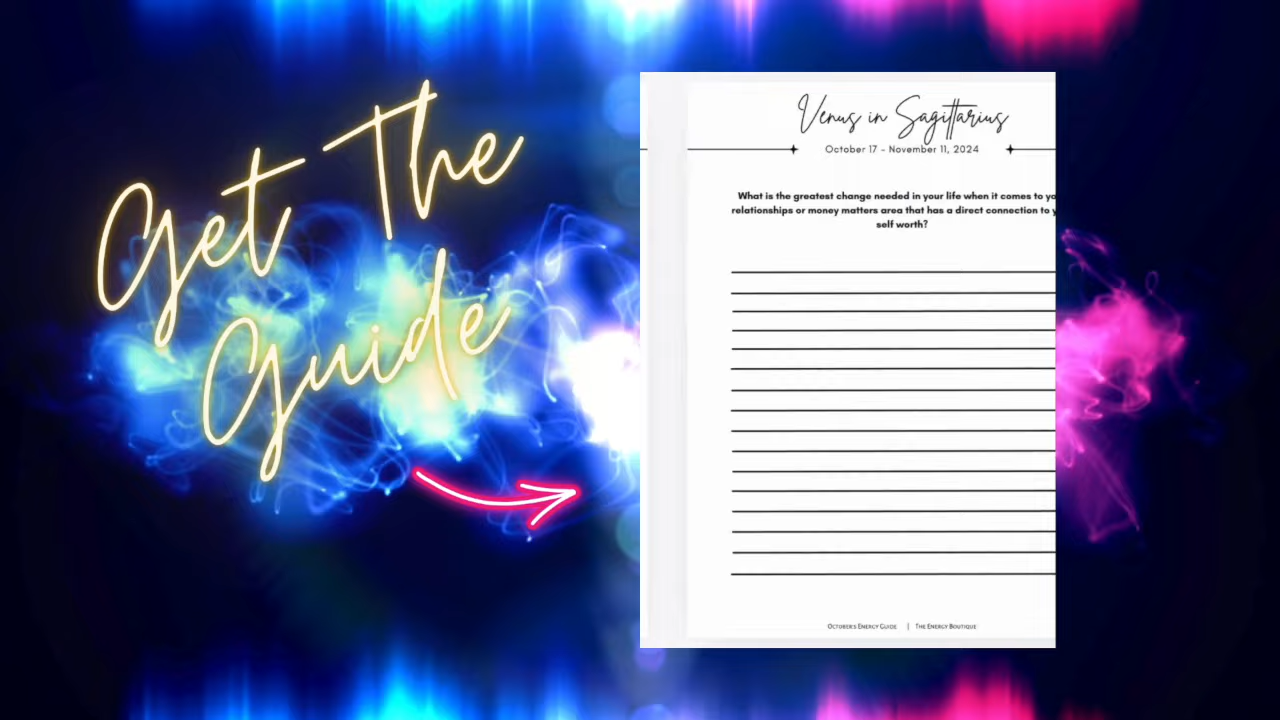 Get The
Guide
Venus in Sagittarius
October 17 - November 11, 2024
What is the greatest change needed in your life when it comes to yo
relationships or money matters area that has a direct connection to y
self worth?
October's Energy Guide | The Energy Boutique